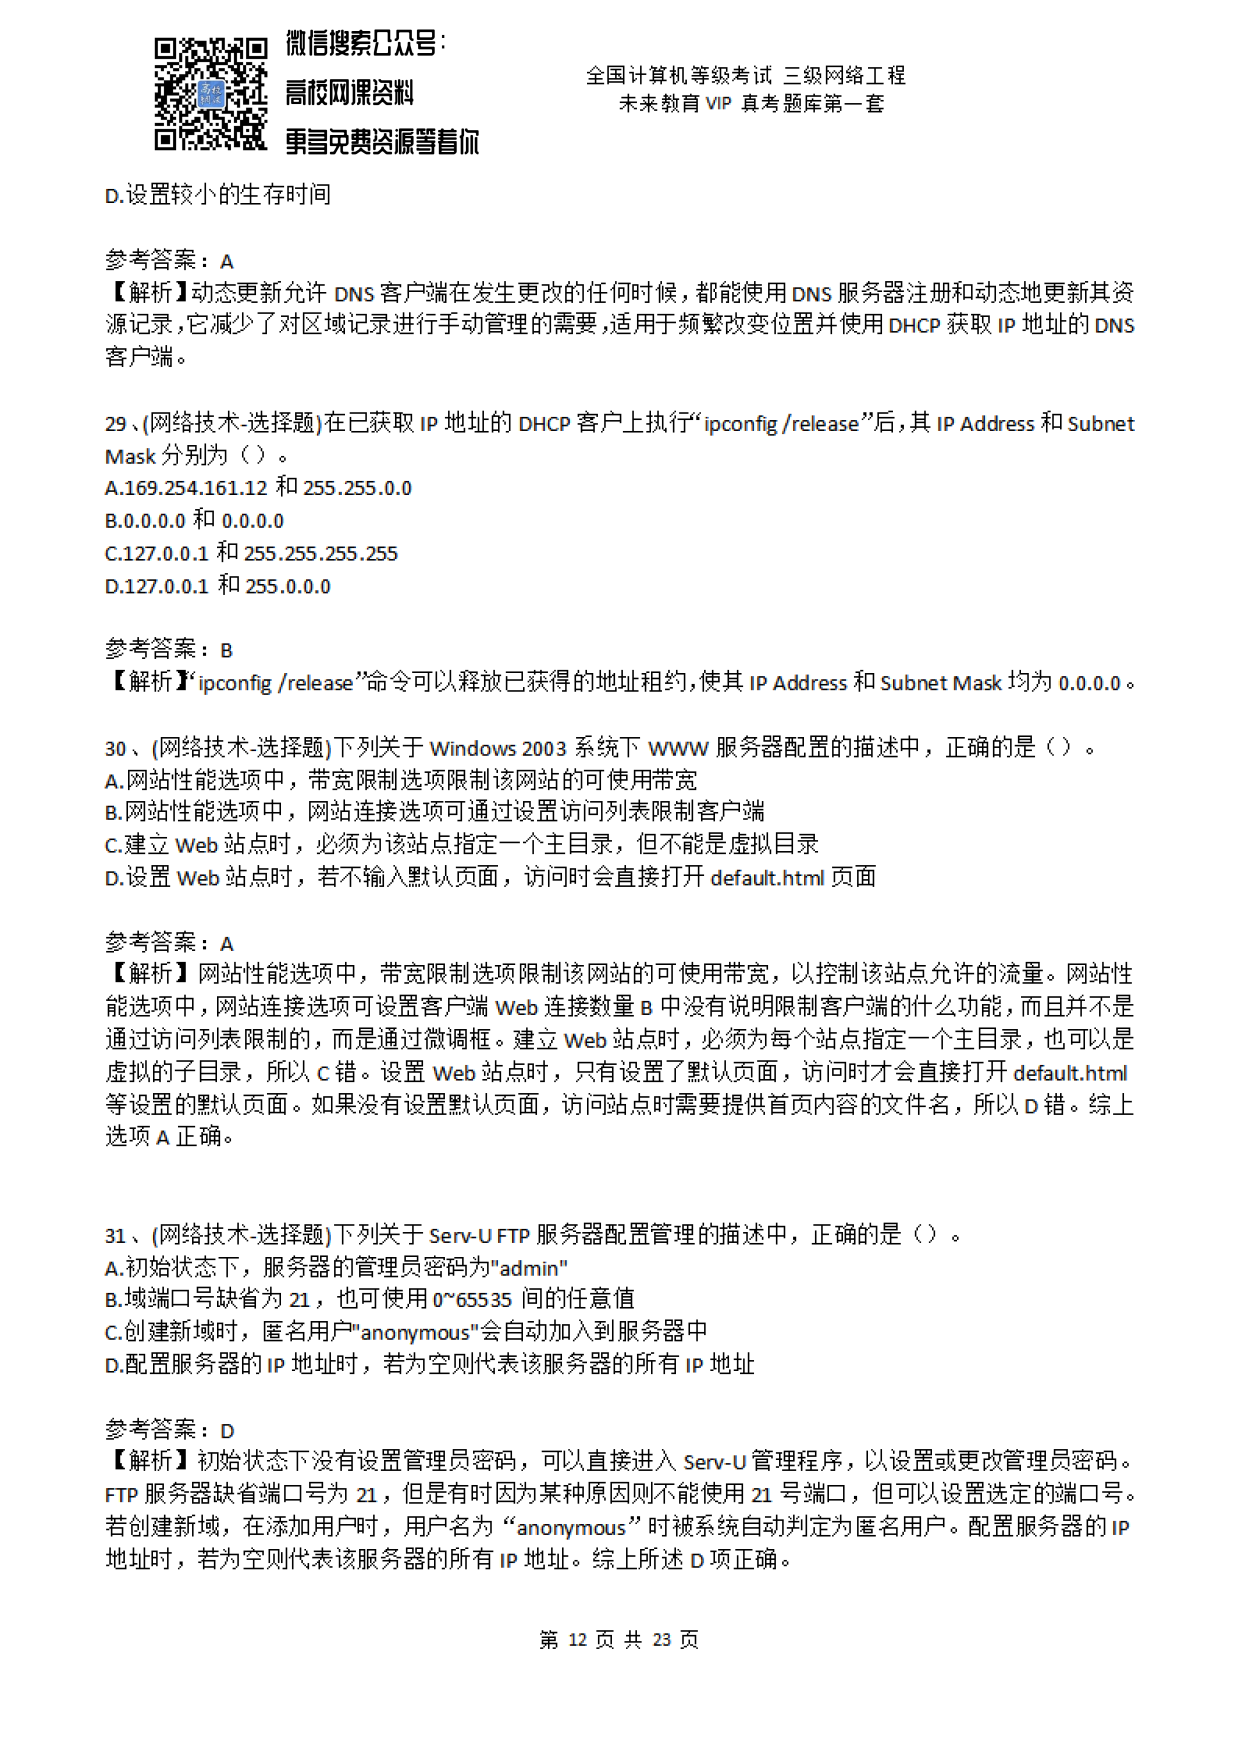 微信搜索公众号：
高校网课资料
更多免费资源等着你
高校
网课
全国计算机等级考试 三级网络工程
未来教育 VIP 真考题库第一套
D.设置较小的生存时间
参考答案：A
【解析】动态更新允许 DNS 客户端在发生更改的任何时候，都能使用 DNS 服务器注册和动态地更新其资
源记录，它减少了对区域记录进行手动管理的需要，适用于频繁改变位置并使用 DHCP 获取 IP 地址的 DNS
客户端。
29、(网络技术-选择题)在已获取 IP 地址的 DHCP 客户上执行“ipconfig /release”后，其 IP Address 和 Subnet
Mask 分别为（）。
A.169.254.161.12 和 255.255.0.0
B.0.0.0.0 和 0.0.0.0
C.127.0.0.1 和 255.255.255.255
D.127.0.0.1 和 255.0.0.0
参考答案：B
【解析】“ipconfig /release”命令可以释放已获得的地址租约，使其 IP Address 和 Subnet Mask 均为 0.0.0.0。
30、(网络技术-选择题)下列关于 Windows 2003 系统下 WWW 服务器配置的描述中，正确的是（）。
A.网站性能选项中，带宽限制选项限制该网站的可使用带宽
B.网站性能选项中，网站连接选项可通过设置访问列表限制客户端
C.建立 Web 站点时，必须为该站点指定一个主目录，但不能是虚拟目录
D.设置 Web 站点时，若不输入默认页面，访问时会直接打开 default.html 页面
参考答案：A
【解析】网站性能选项中，带宽限制选项限制该网站的可使用带宽，以控制该站点允许的流量。网站性
能选项中，网站连接选项可设置客户端 Web 连接数量 B 中没有说明限制客户端的什么功能，而且并不是
通过访问列表限制的，而是通过微调框。建立 Web 站点时，必须为每个站点指定一个主目录，也可以是
虚拟的子目录，所以 C 错。设置 Web 站点时，只有设置了默认页面，访问时才会直接打开 default.html
等设置的默认页面。如果没有设置默认页面，访问站点时需要提供首页内容的文件名，所以 D 错。综上
选项 A 正确。
31、(网络技术-选择题)下列关于 Serv-U FTP 服务器配置管理的描述中，正确的是（）。
A.初始状态下，服务器的管理员密码为"admin"
B.域端口号缺省为 21，也可使用 0~65535 间的任意值
C.创建新域时，匿名用户"anonymous"会自动加入到服务器中
D.配置服务器的 IP 地址时，若为空则代表该服务器的所有 IP 地址
参考答案：D
【解析】初始状态下没有设置管理员密码，可以直接进入 Serv-U 管理程序，以设置或更改管理员密码。
FTP 服务器缺省端口号为 21，但是有时因为某种原因则不能使用 21 号端口，但可以设置选定的端口号。
若创建新域，在添加用户时，用户名为“anonymous”时被系统自动判定为匿名用户。配置服务器的 IP
地址时，若为空则代表该服务器的所有 IP 地址。综上所述 D 项正确。
第 12 页 共 23 页